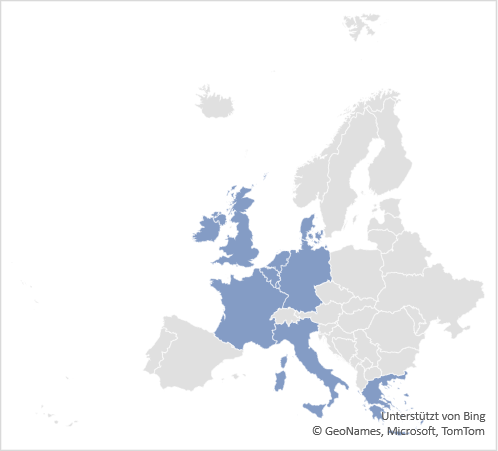 Unterstützt von Bing
© GeoNames, Microsoft, TomTom